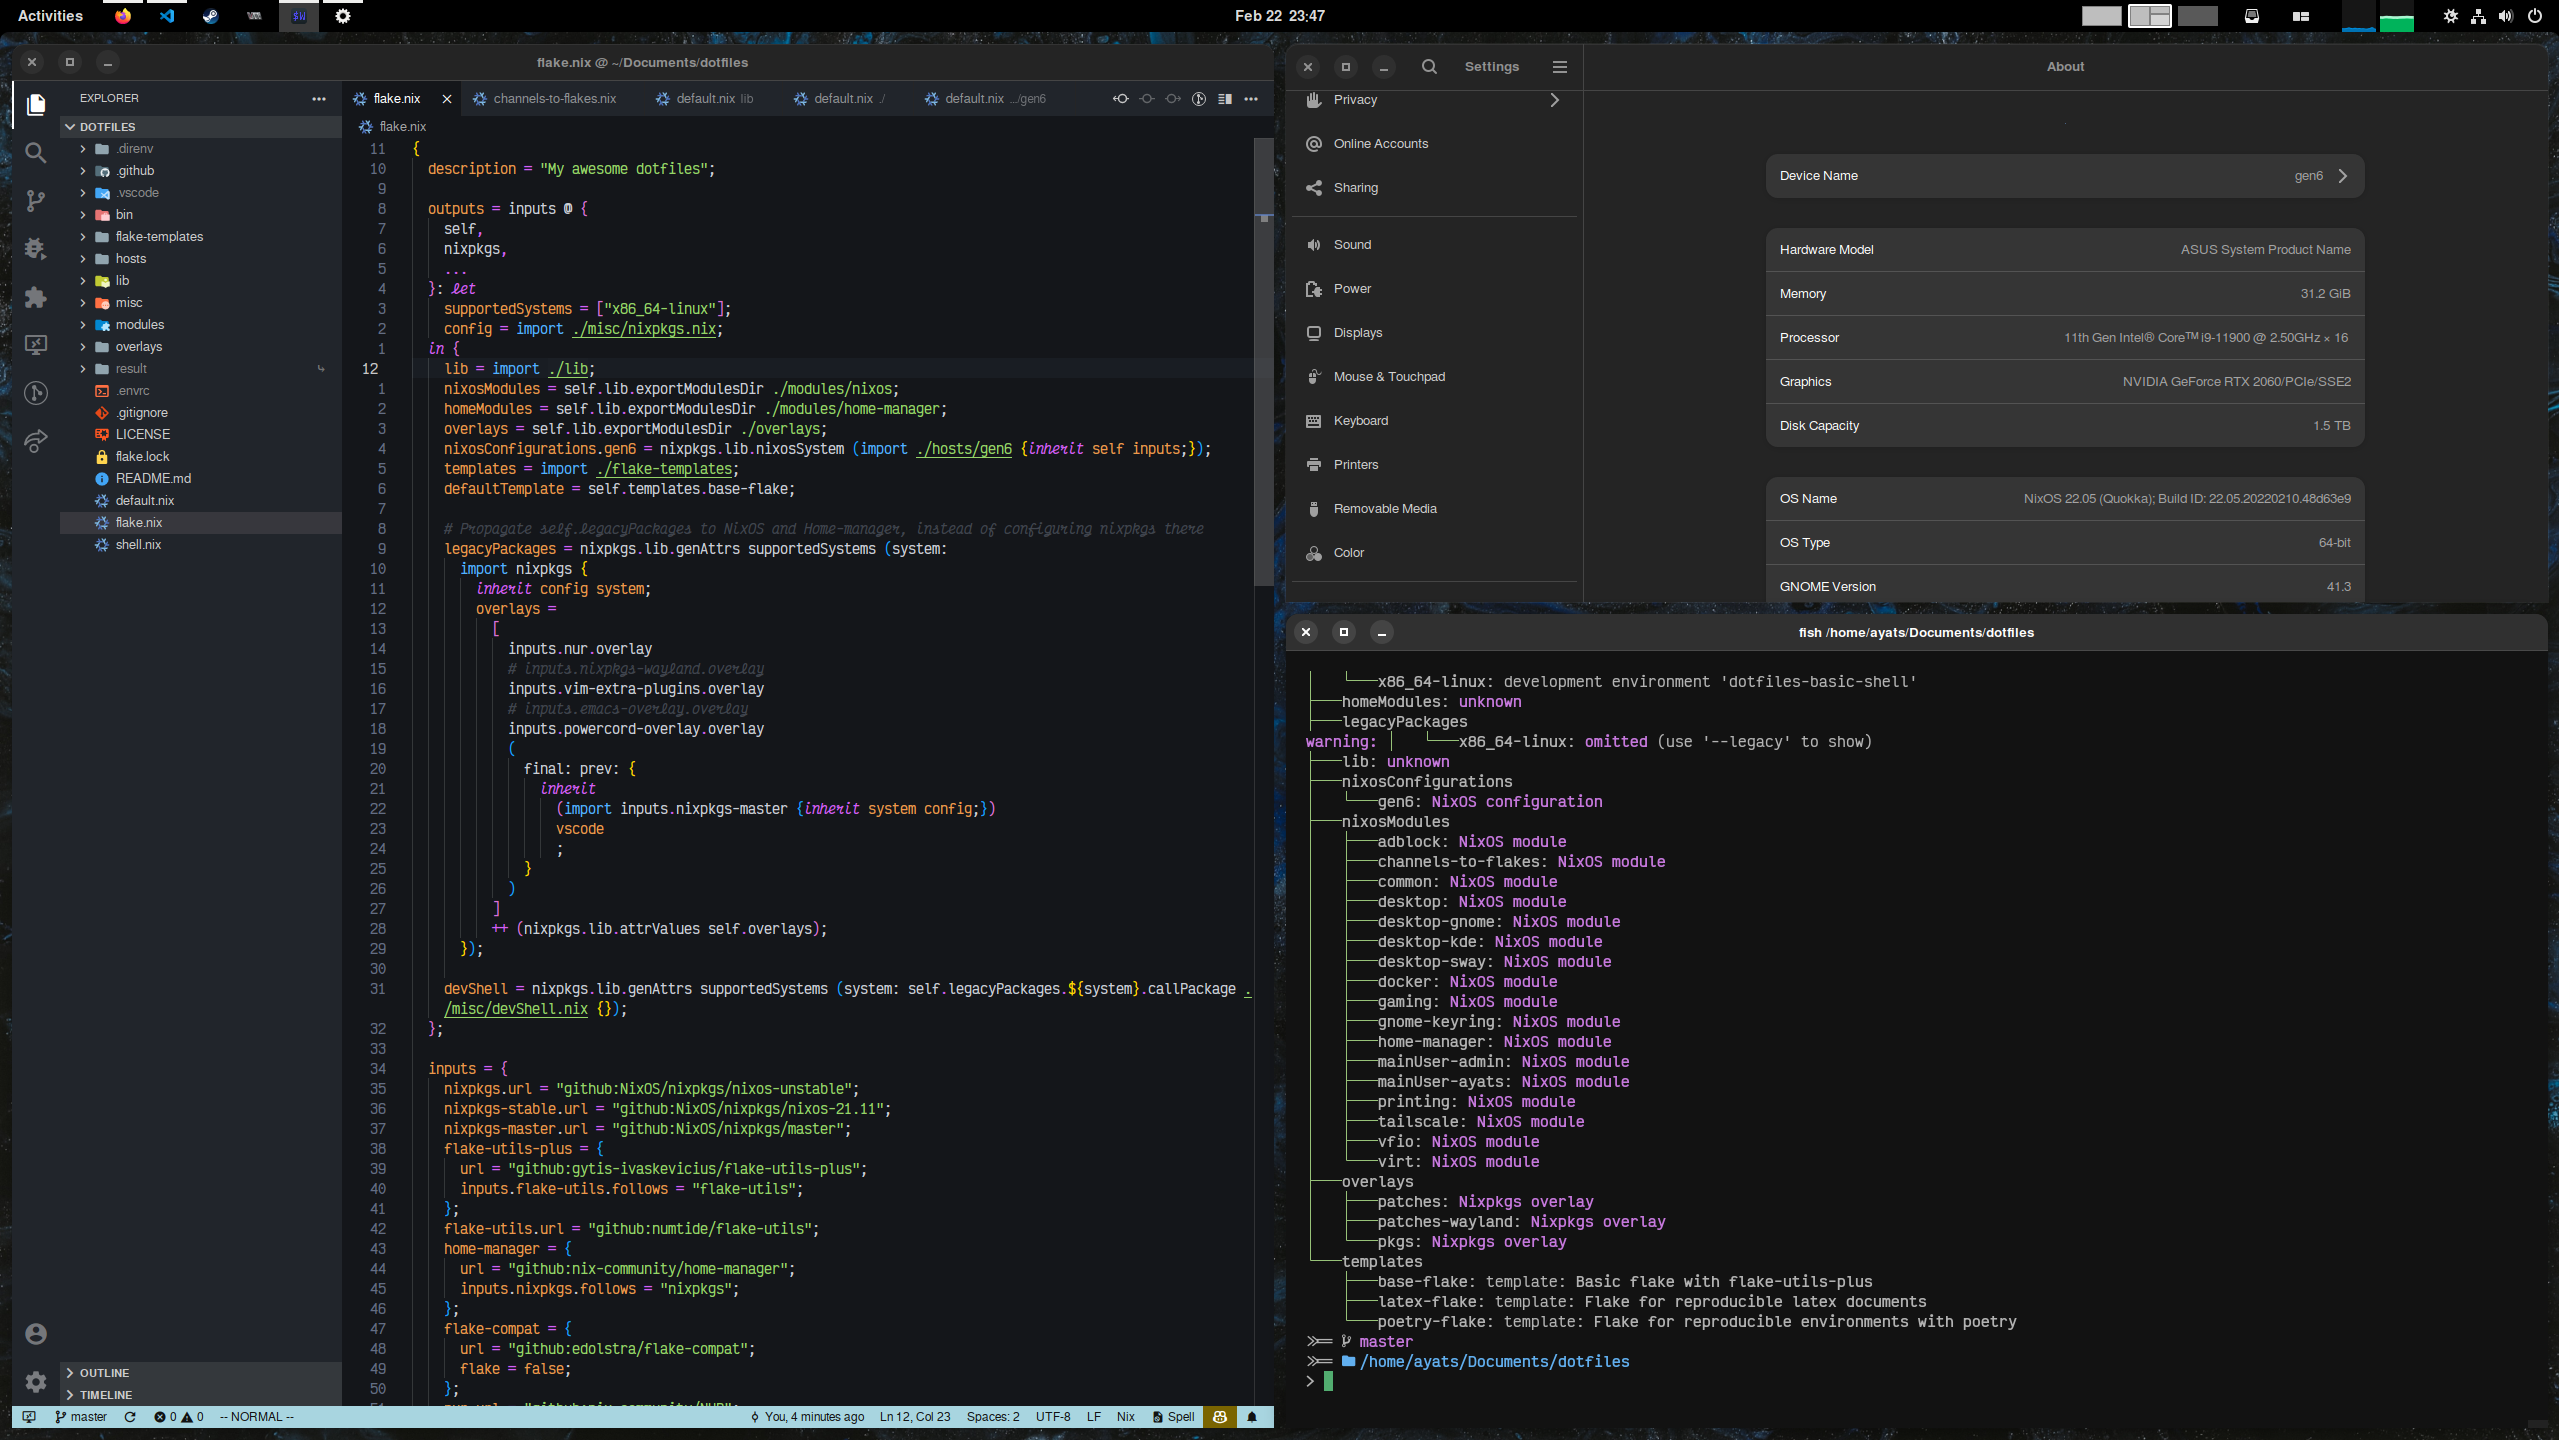 Activities
Feb 22 23:47
flake.nix @ ~/Documents/dotfiles
EXPLORER
DOTFILES
.direnv
.github
.vscode
bin
flake-templates
hosts
lib
misc
modules
overlays
result
.envrc
.gitignore
LICENSE
flake.lock
README.md
default.nix
flake.nix
shell.nix
OUTLINE
TIMELINE
flake.nix
channels-to-flakes.nix
default.nix lib
default.nix ./
default.nix .../gen6
flake.nix
11 {
10 description = "My awesome dotfiles";
9
8 outputs = inputs @ {
7 self,
6 nixpkgs,
5 ...
4 }: let
3 supportedSystems = ["x86_64-linux"];
2 config = import ./misc/nixpkgs.nix;
1 in {
12 lib = import ./lib;
1 nixosModules = self.lib.exportModulesDir ./modules/nixos;
2 homeModules = self.lib.exportModulesDir ./modules/home-manager;
3 overlays = self.lib.exportModulesDir ./overlays;
4 nixosConfigurations.gen6 = nixpkgs.lib.nixosSystem (import ./hosts/gen6 {inherit self inputs;});
5 templates = import ./flake-templates;
6 defaultTemplate = self.templates.base-flake;
7
8 # Propagate self.legacyPackages to NixOS and Home-manager, instead of configuring nixpkgs there
9 legacyPackages = nixpkgs.lib.genAttrs supportedSystems (system:
10 import nixpkgs {
11 inherit config system;
12 overlays =
13 [
14 inputs.nur.overlay
15 # inputs.nixpkgs-wayland.overlay
16 inputs.vim-extra-plugins.overlay
17 # inputs.emacs-overlay.overlay
18 inputs.powercord-overlay.overlay
19 (
20 final: prev: {
21 inherit
22 (import inputs.nixpkgs-master {inherit system config;})
23 vscode
24 ;
25 }
26 )
27 ]
28 ++ (nixpkgs.lib.attrValues self.overlays);
29 });
30
31 devShell = nixpkgs.lib.genAttrs supportedSystems (system: self.legacyPackages.${system}.callPackage .
/misc/devShell.nix {});
32 };
33
34 inputs = {
35 nixpkgs.url = "github:NixOS/nixpkgs/nixos-unstable";
36 nixpkgs-stable.url = "github:NixOS/nixpkgs/nixos-21.11";
37 nixpkgs-master.url = "github:NixOS/nixpkgs/master";
38 flake-utils-plus = {
39 url = "github:gytis-ivaskevicius/flake-utils-plus";
40 inputs.flake-utils.follows = "flake-utils";
41 };
42 flake-utils.url = "github:numtide/flake-utils";
43 home-manager = {
44 url = "github:nix-community/home-manager";
45 inputs.nixpkgs.follows = "nixpkgs";
46 };
47 flake-compat = {
48 url = "github:edolstra/flake-compat";
49 flake = false;
50 };
master
0 0
-- NORMAL --
You, 4 minutes ago
Ln 12, Col 23
Spaces: 2
UTF-8
LF
Nix
Spell
Settings
About
Privacy
Online Accounts
Sharing
Sound
Power
Displays
Mouse & Touchpad
Keyboard
Printers
Removable Media
Color
Device Name gen6
Hardware Model ASUS System Product Name
Memory 31.2 GiB
Processor 11th Gen Intel® Core™ i9-11900 @ 2.50GHz × 16
Graphics NVIDIA GeForce RTX 2060/PCIe/SSE2
Disk Capacity 1.5 TB
OS Name NixOS 22.05 (Quokka); Build ID: 22.05.20220210.48d63e9
OS Type 64-bit
GNOME Version 41.3
fish /home/ayats/Documents/dotfiles
│   └───x86_64-linux: development environment 'dotfiles-basic-shell'
├───homeModules: unknown
├───legacyPackages
warning: │   └───x86_64-linux: omitted (use '--legacy' to show)
├───lib: unknown
├───nixosConfigurations
│   └───gen6: NixOS configuration
├───nixosModules
│   ├───adblock: NixOS module
│   ├───channels-to-flakes: NixOS module
│   ├───common: NixOS module
│   ├───desktop: NixOS module
│   ├───desktop-gnome: NixOS module
│   ├───desktop-kde: NixOS module
│   ├───desktop-sway: NixOS module
│   ├───docker: NixOS module
│   ├───gaming: NixOS module
│   ├───gnome-keyring: NixOS module
│   ├───home-manager: NixOS module
│   ├───mainUser-admin: NixOS module
│   ├───mainUser-ayats: NixOS module
│   ├───printing: NixOS module
│   ├───tailscale: NixOS module
│   ├───vfio: NixOS module
│   └───virt: NixOS module
├───overlays
│   ├───patches: Nixpkgs overlay
│   ├───patches-wayland: Nixpkgs overlay
│   └───pkgs: Nixpkgs overlay
└───templates
├───base-flake: template: Basic flake with flake-utils-plus
├───latex-flake: template: Flake for reproducible latex documents
└───poetry-flake: template: Flake for reproducible environments with poetry
master
/home/ayats/Documents/dotfiles
>